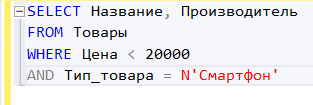 SELECT Название, Производитель
FROM Товары
WHERE Цена < 20000
AND Тип_товара = N'Смартфон'